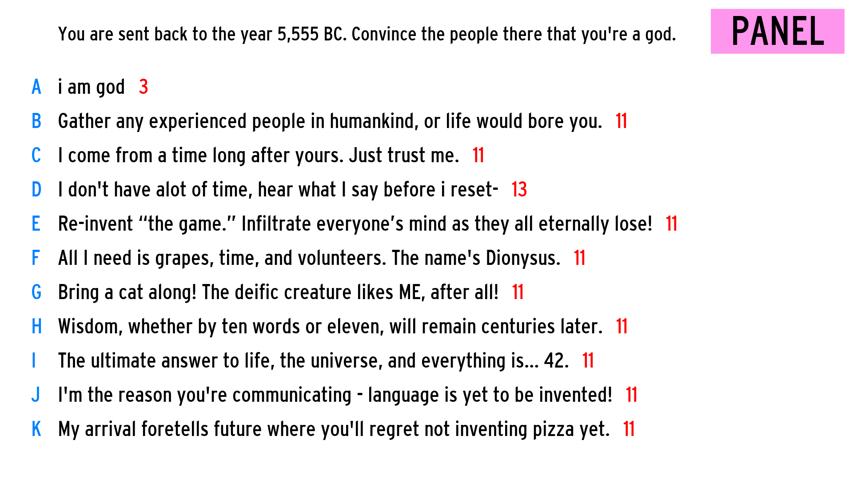 You are sent back to the year 5,555 BC. Convince the people there that you're a god.
PANEL
A i am god 3
B Gather any experienced people in humankind, or life would bore you. 11
C I come from a time long after yours. Just trust me. 11
D I don't have alot of time, hear what I say before i reset- 13
E Re-invent “the game.” Infiltrate everyone’s mind as they all eternally lose! 11
F All I need is grapes, time, and volunteers. The name's Dionysus. 11
G Bring a cat along! The deific creature likes ME, after all! 11
H Wisdom, whether by ten words or eleven, will remain centuries later. 11
I The ultimate answer to life, the universe, and everything is... 42. 11
J I'm the reason you're communicating - language is yet to be invented! 11
K My arrival foretells future where you'll regret not inventing pizza yet. 11